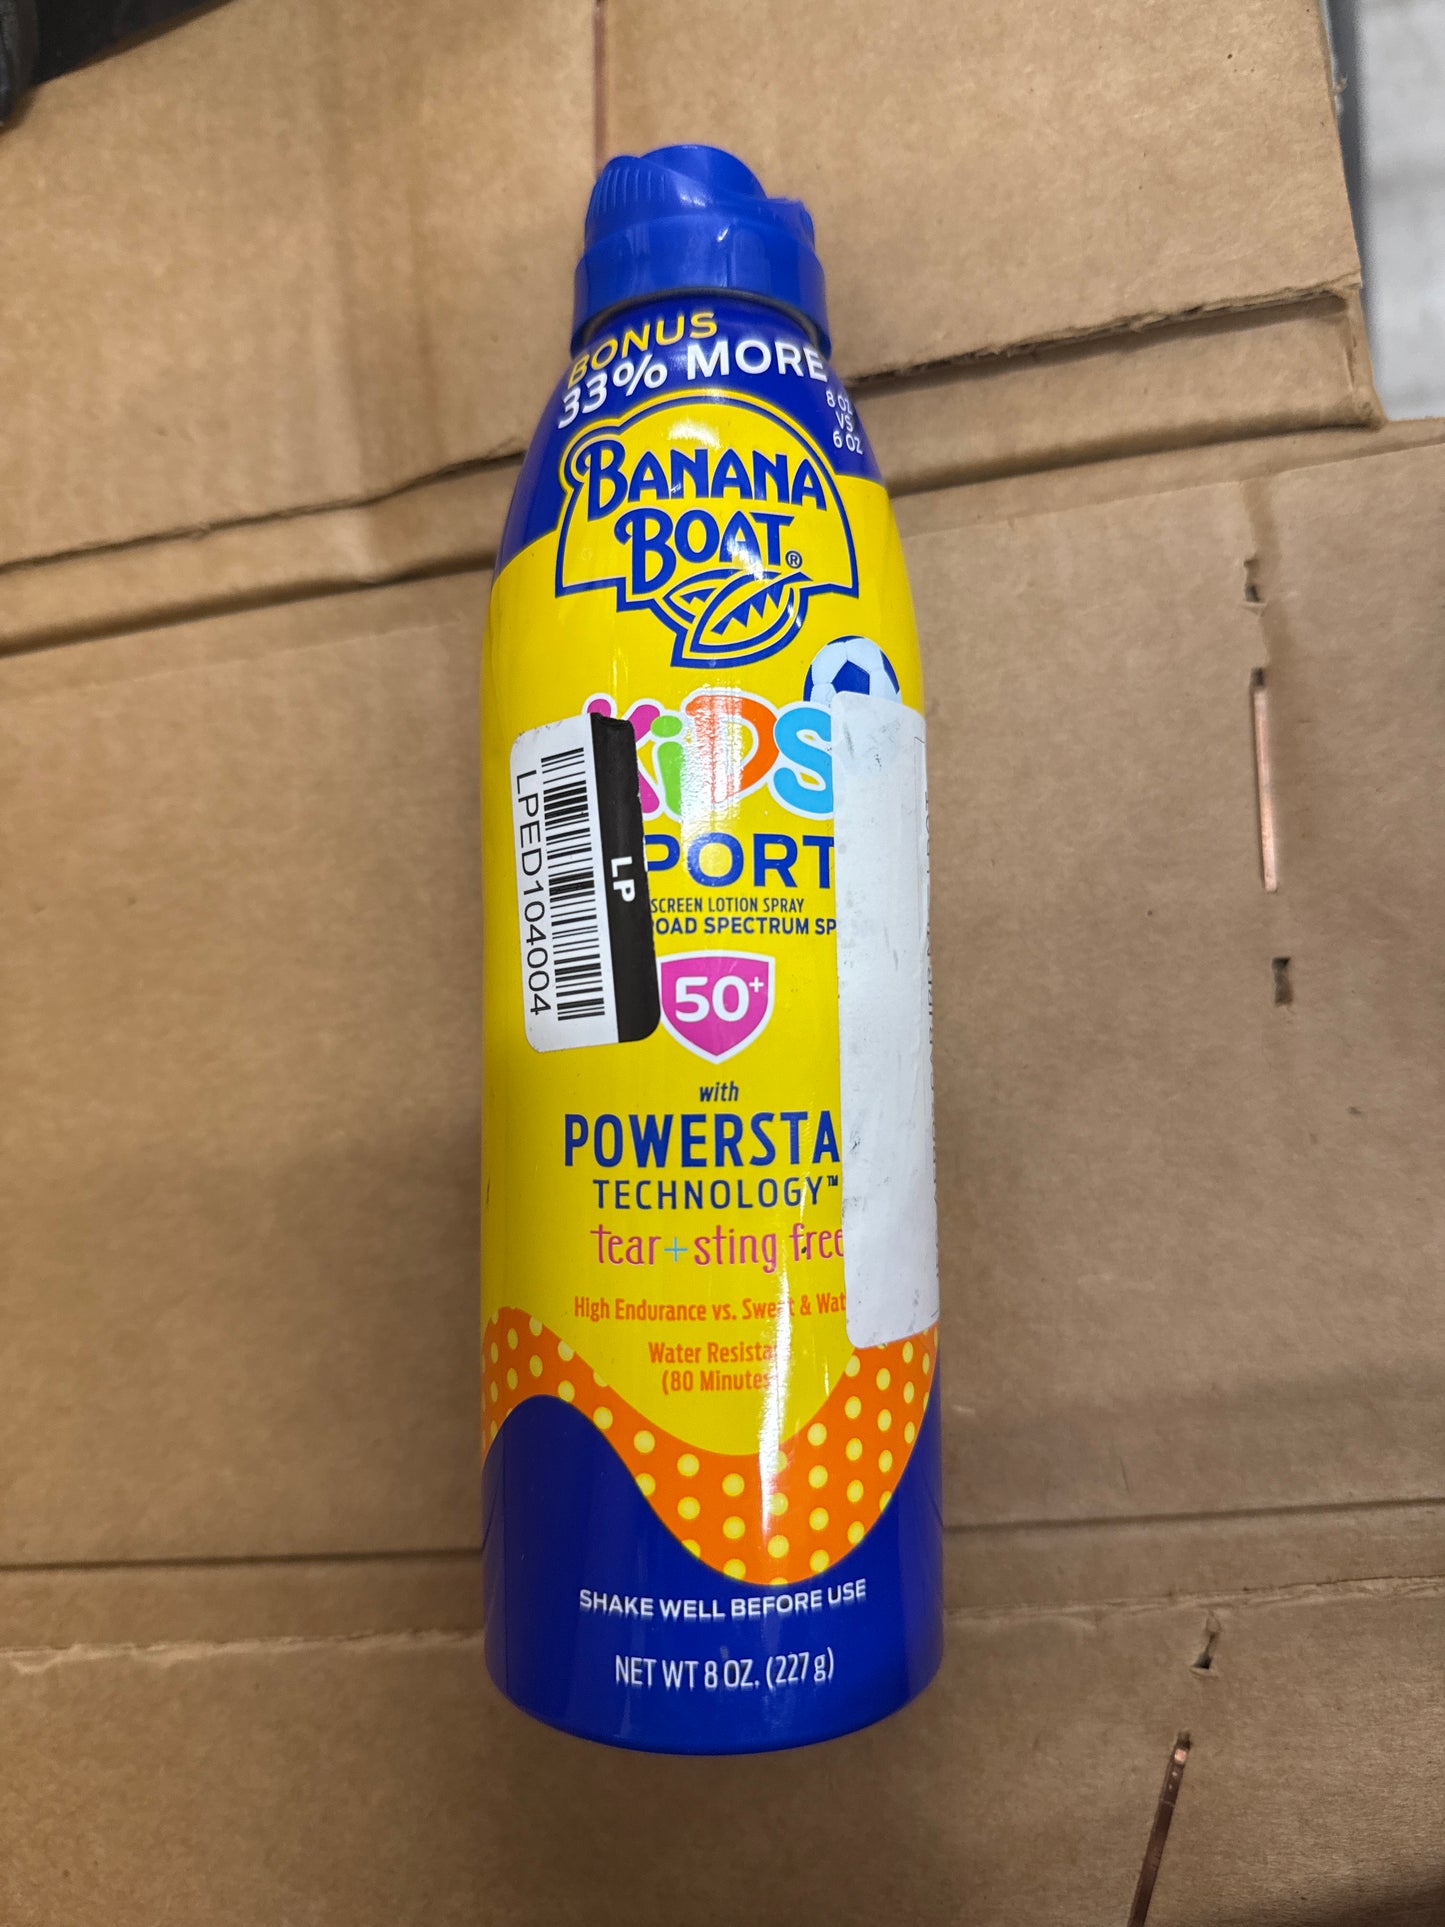 BONUS
33% MORE
8 OZ
VS
6 OZ
BANANA
BOAT®
KiDS
PORT
SCREEN LOTION SPRAY
ROAD SPECTRUM SP
50+
with
POWERSTA
TECHNOLOGY™
tear+sting free
High Endurance vs. Sweat & Wat
Water Resista
(80 Minutes
SHAKE WELL BEFORE USE
NET WT 8 OZ. (227 g)
LP
LPED104004